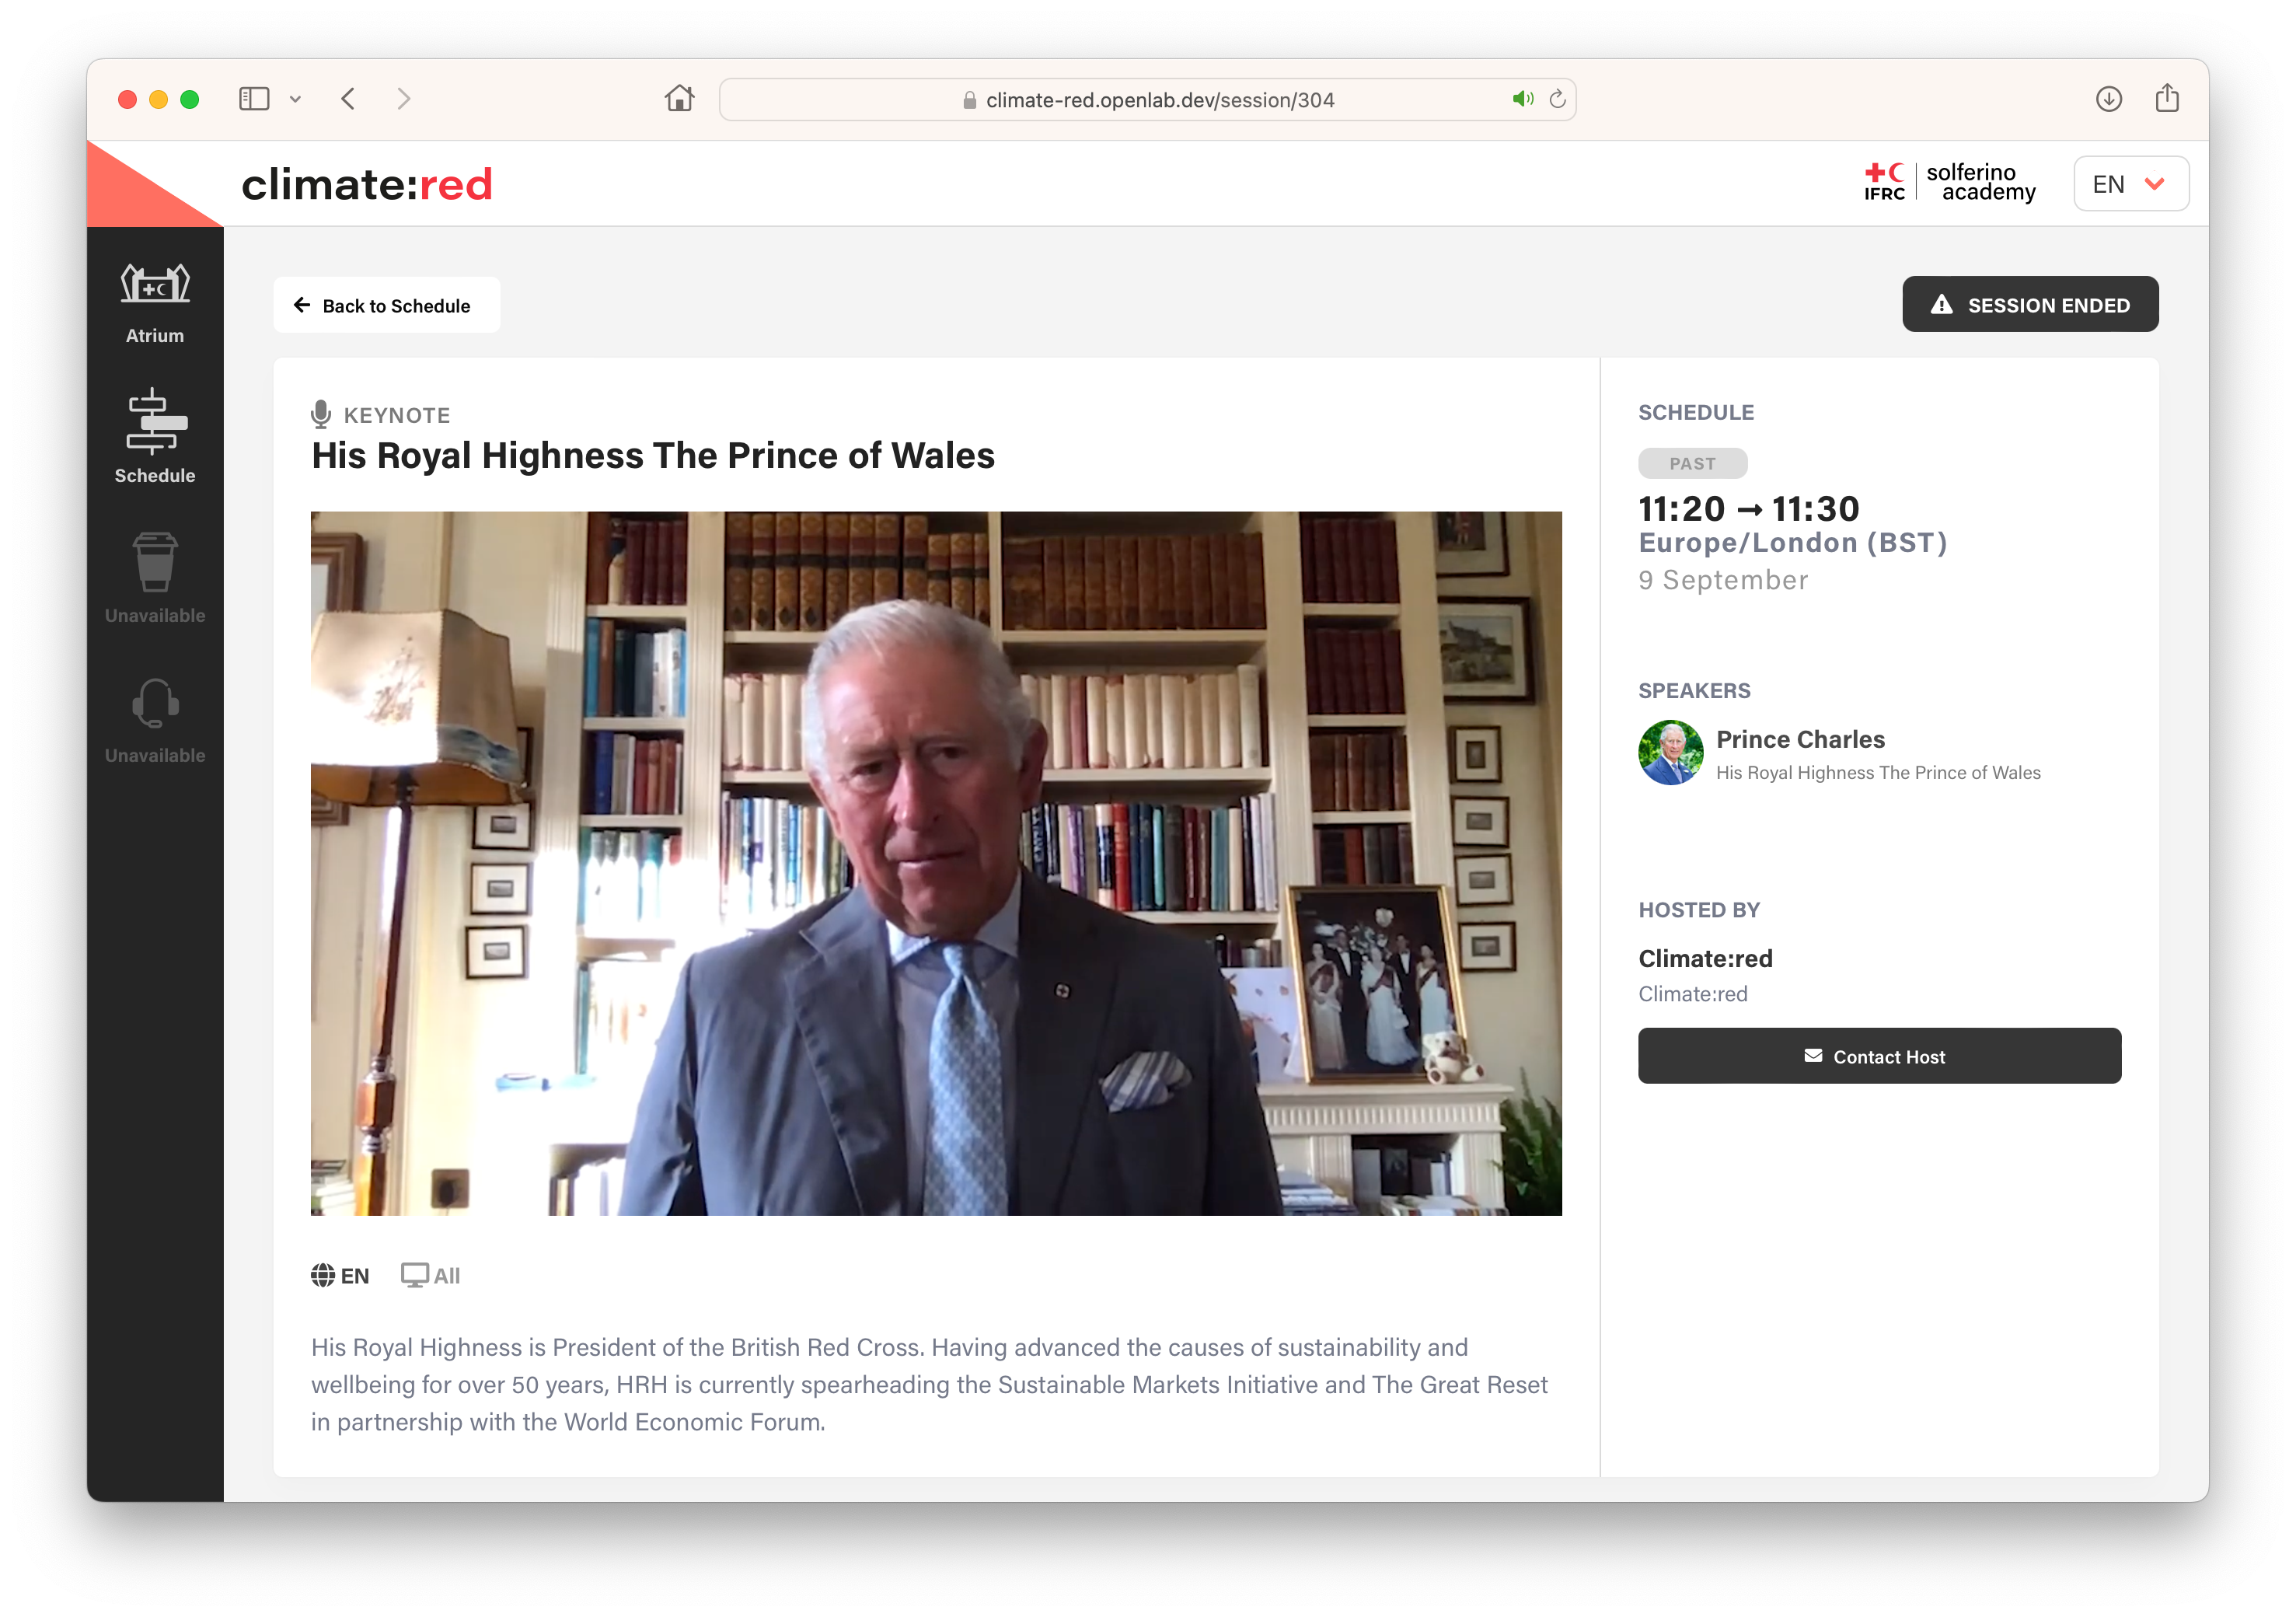 climate-red.openlab.dev/session/304
climate:red
IFRC
solferino
academy
EN
Atrium
Schedule
Unavailable
Unavailable
Back to Schedule
SESSION ENDED
KEYNOTE
His Royal Highness The Prince of Wales
EN
All
His Royal Highness is President of the British Red Cross. Having advanced the causes of sustainability and
wellbeing for over 50 years, HRH is currently spearheading the Sustainable Markets Initiative and The Great Reset
in partnership with the World Economic Forum.
SCHEDULE
PAST
11:20 → 11:30
Europe/London (BST)
9 September
SPEAKERS
Prince Charles
His Royal Highness The Prince of Wales
HOSTED BY
Climate:red
Climate:red
Contact Host